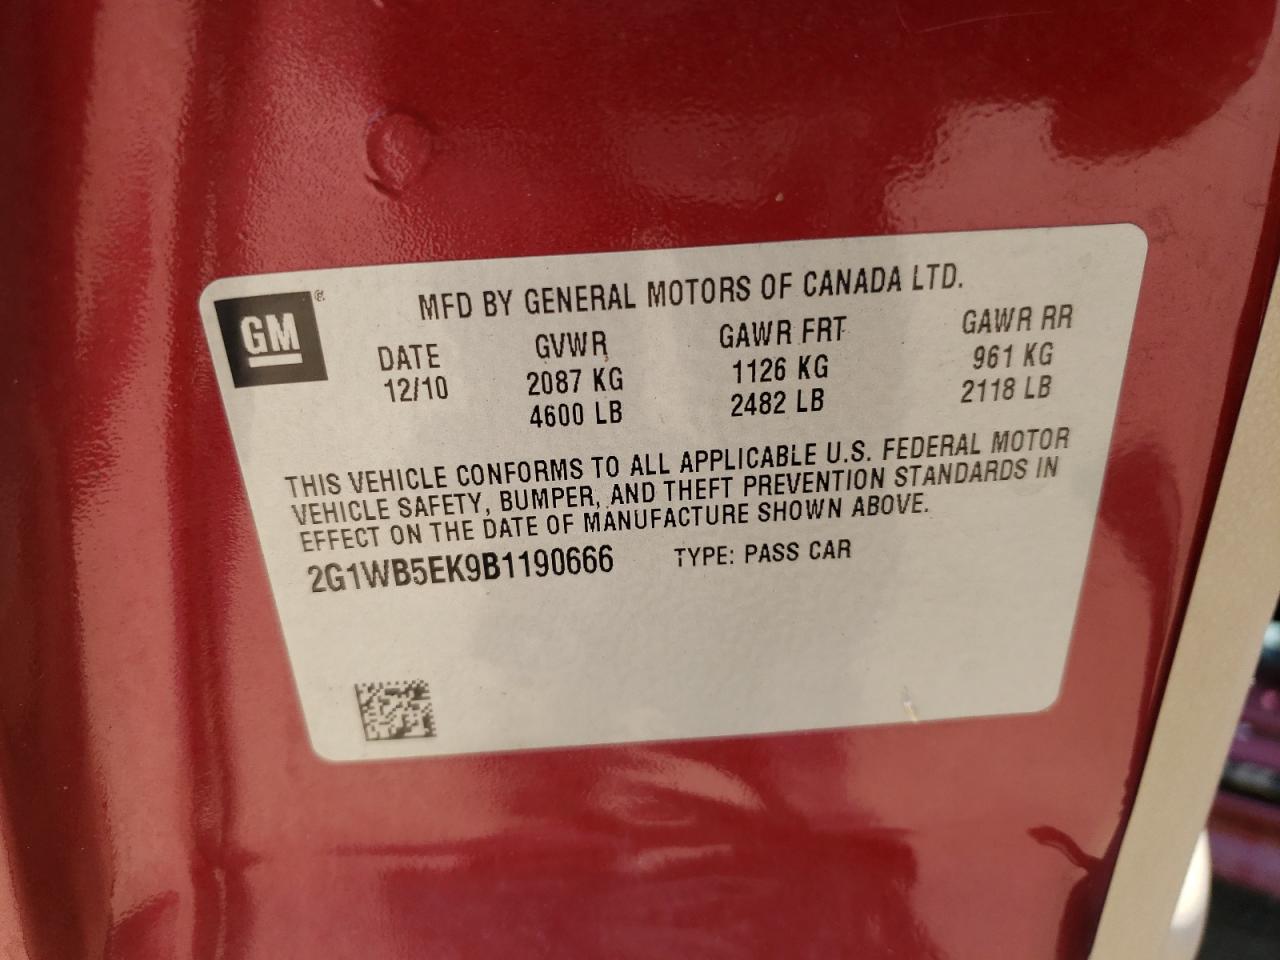 GM®
MFD BY GENERAL MOTORS OF CANADA LTD.
DATE GVWR GAWR FRT GAWR RR
12/10 2087 KG 1126 KG 961 KG
4600 LB 2482 LB 2118 LB
THIS VEHICLE CONFORMS TO ALL APPLICABLE U.S. FEDERAL MOTOR
VEHICLE SAFETY, BUMPER, AND THEFT PREVENTION STANDARDS IN
EFFECT ON THE DATE OF MANUFACTURE SHOWN ABOVE.
2G1WB5EK9B1190666 TYPE: PASS CAR